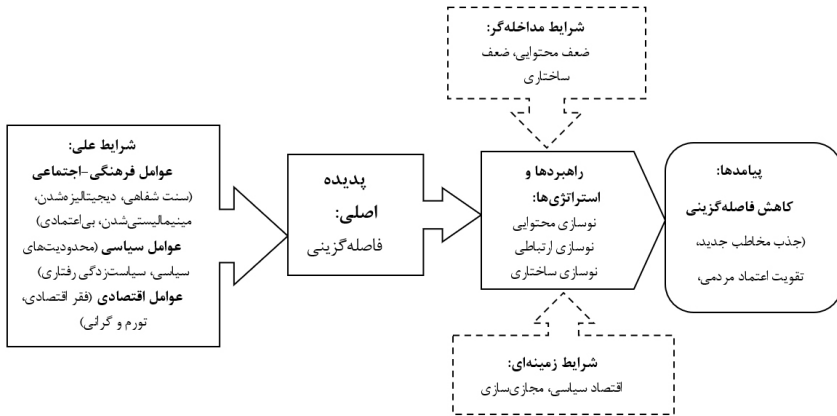 شرایط مداخله‌گر:
ضعف محتوایی، ضعف
ساختاری
شرایط علی:
عوامل فرهنگی-اجتماعی
(سنت شفاهی، دیجیتالیزه‌شدن،
مینیمالیستی‌شدن، بی‌اعتمادی)
عوامل سیاسی (محدودیت‌های
سیاسی، سیاست‌زدگی رفتاری)
عوامل اقتصادی (فقر اقتصادی،
تورم و گرانی)
پدیده
اصلی:
فاصله‌گزینی
راهبردها و
استراتژی‌ها:
نوسازی محتوایی
نوسازی ارتباطی
نوسازی ساختاری
پیامدها:
کاهش فاصله‌گزینی
(جذب مخاطب جدید،
تقویت اعتماد مردمی،
شرایط زمینه‌ای:
اقتصاد سیاسی، مجازی‌سازی